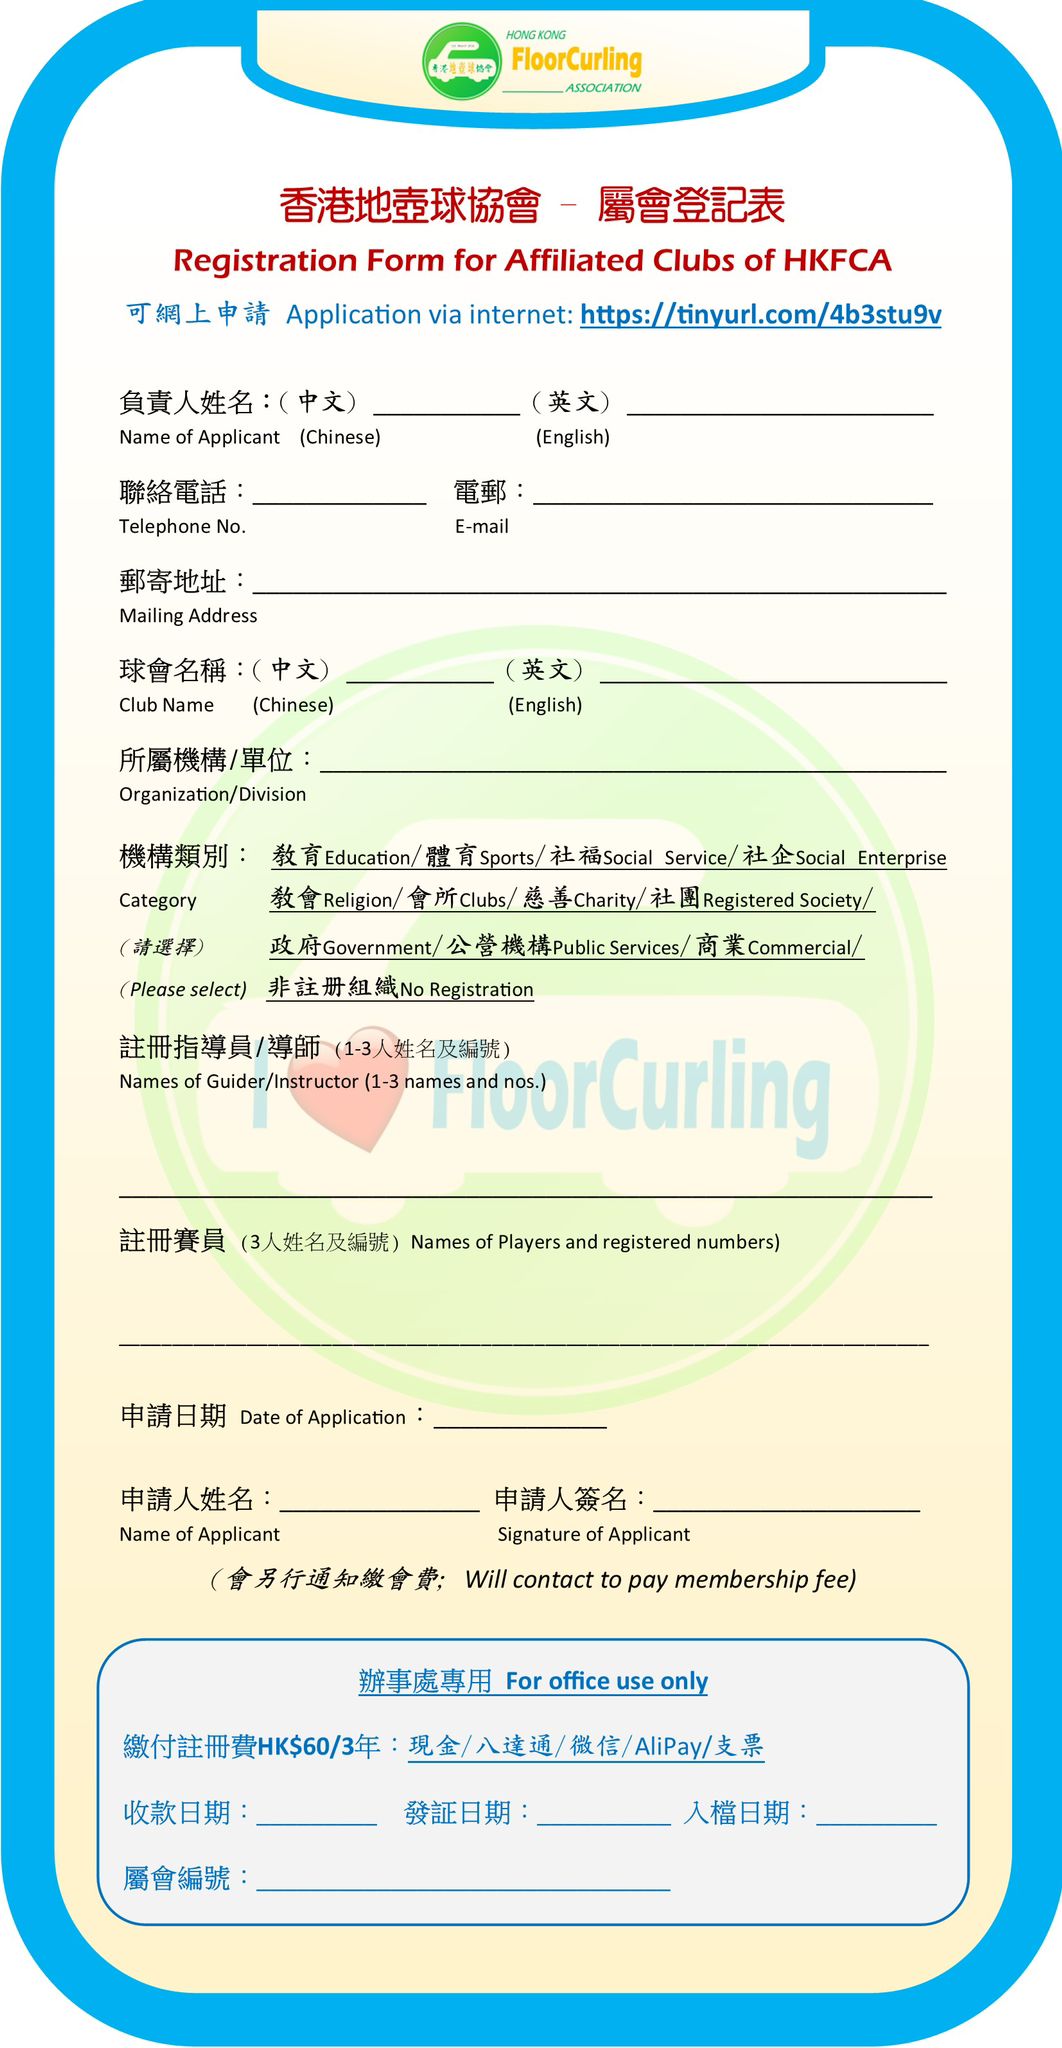 HONG KONG
香港地壺球協會
FloorCurling
ASSOCIATION
香港地壺球協會 – 屬會登記表
Registration Form for Affiliated Clubs of HKFCA
可網上申請 Application via internet: https://tinyurl.com/4b3stu9v
負責人姓名：（中文）____________（英文）_________________________
Name of Applicant (Chinese) (English)
聯絡電話：______________ 電郵：________________________________
Telephone No. E-mail
郵寄地址：________________________________________________________
Mailing Address
球會名稱：（中文）____________（英文）____________________________
Club Name (Chinese) (English)
所屬機構/單位：__________________________________________________
Organization/Division
機構類別： 教育Education/體育Sports/社福Social Service/社企Social Enterprise
Category 教會Religion/會所Clubs/慈善Charity/社團Registered Society/
（請選擇） 政府Government/公營機構Public Services/商業Commercial/
（Please select) 非註册組織No Registration
註冊指導員/導師（1-3人姓名及編號）
Names of Guider/Instructor (1-3 names and nos.)
I FloorCurling
__________________________________________________________________
註冊賽員（3人姓名及編號）Names of Players and registered numbers)
__________________________________________________________________
申請日期 Date of Application：______________
申請人姓名：________________ 申請人簽名：______________________
Name of Applicant Signature of Applicant
（會另行通知繳會費; Will contact to pay membership fee)
辦事處專用 For office use only
繳付註冊費HK$60/3年：現金/八達通/微信/AliPay/支票
收款日期：_________ 發証日期：__________ 入檔日期：_________
屬會編號：_______________________________